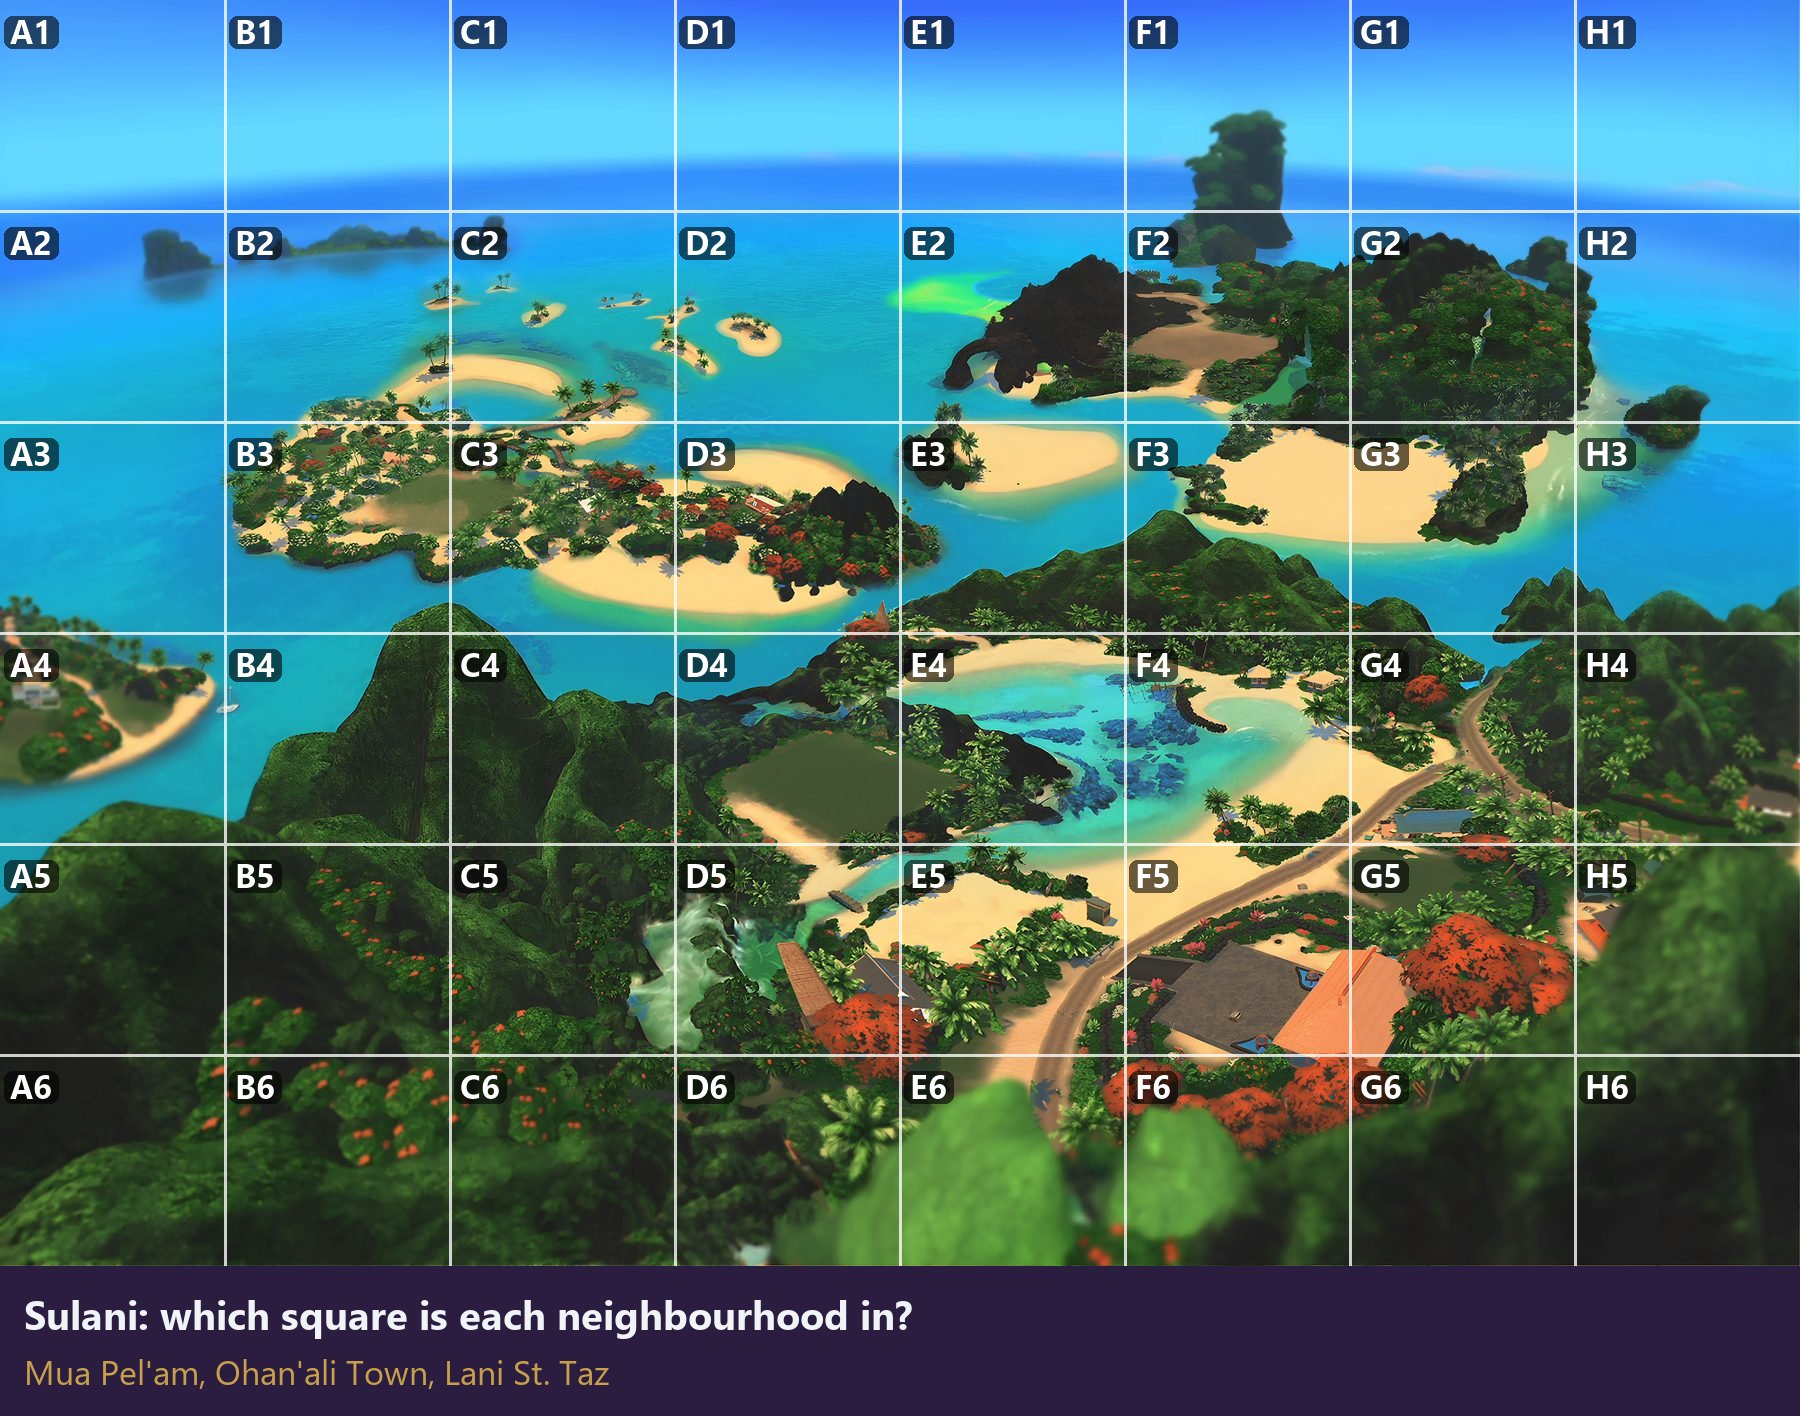 A1 B1 C1 D1 E1 F1 G1 H1
A2 B2 C2 D2 E2 F2 G2 H2
A3 B3 C3 D3 E3 F3 G3 H3
A4 B4 C4 D4 E4 F4 G4 H4
A5 B5 C5 D5 E5 F5 G5 H5
A6 B6 C6 D6 E6 F6 G6 H6
Sulani: which square is each neighbourhood in?
Mua Pel'am, Ohan'ali Town, Lani St. Taz